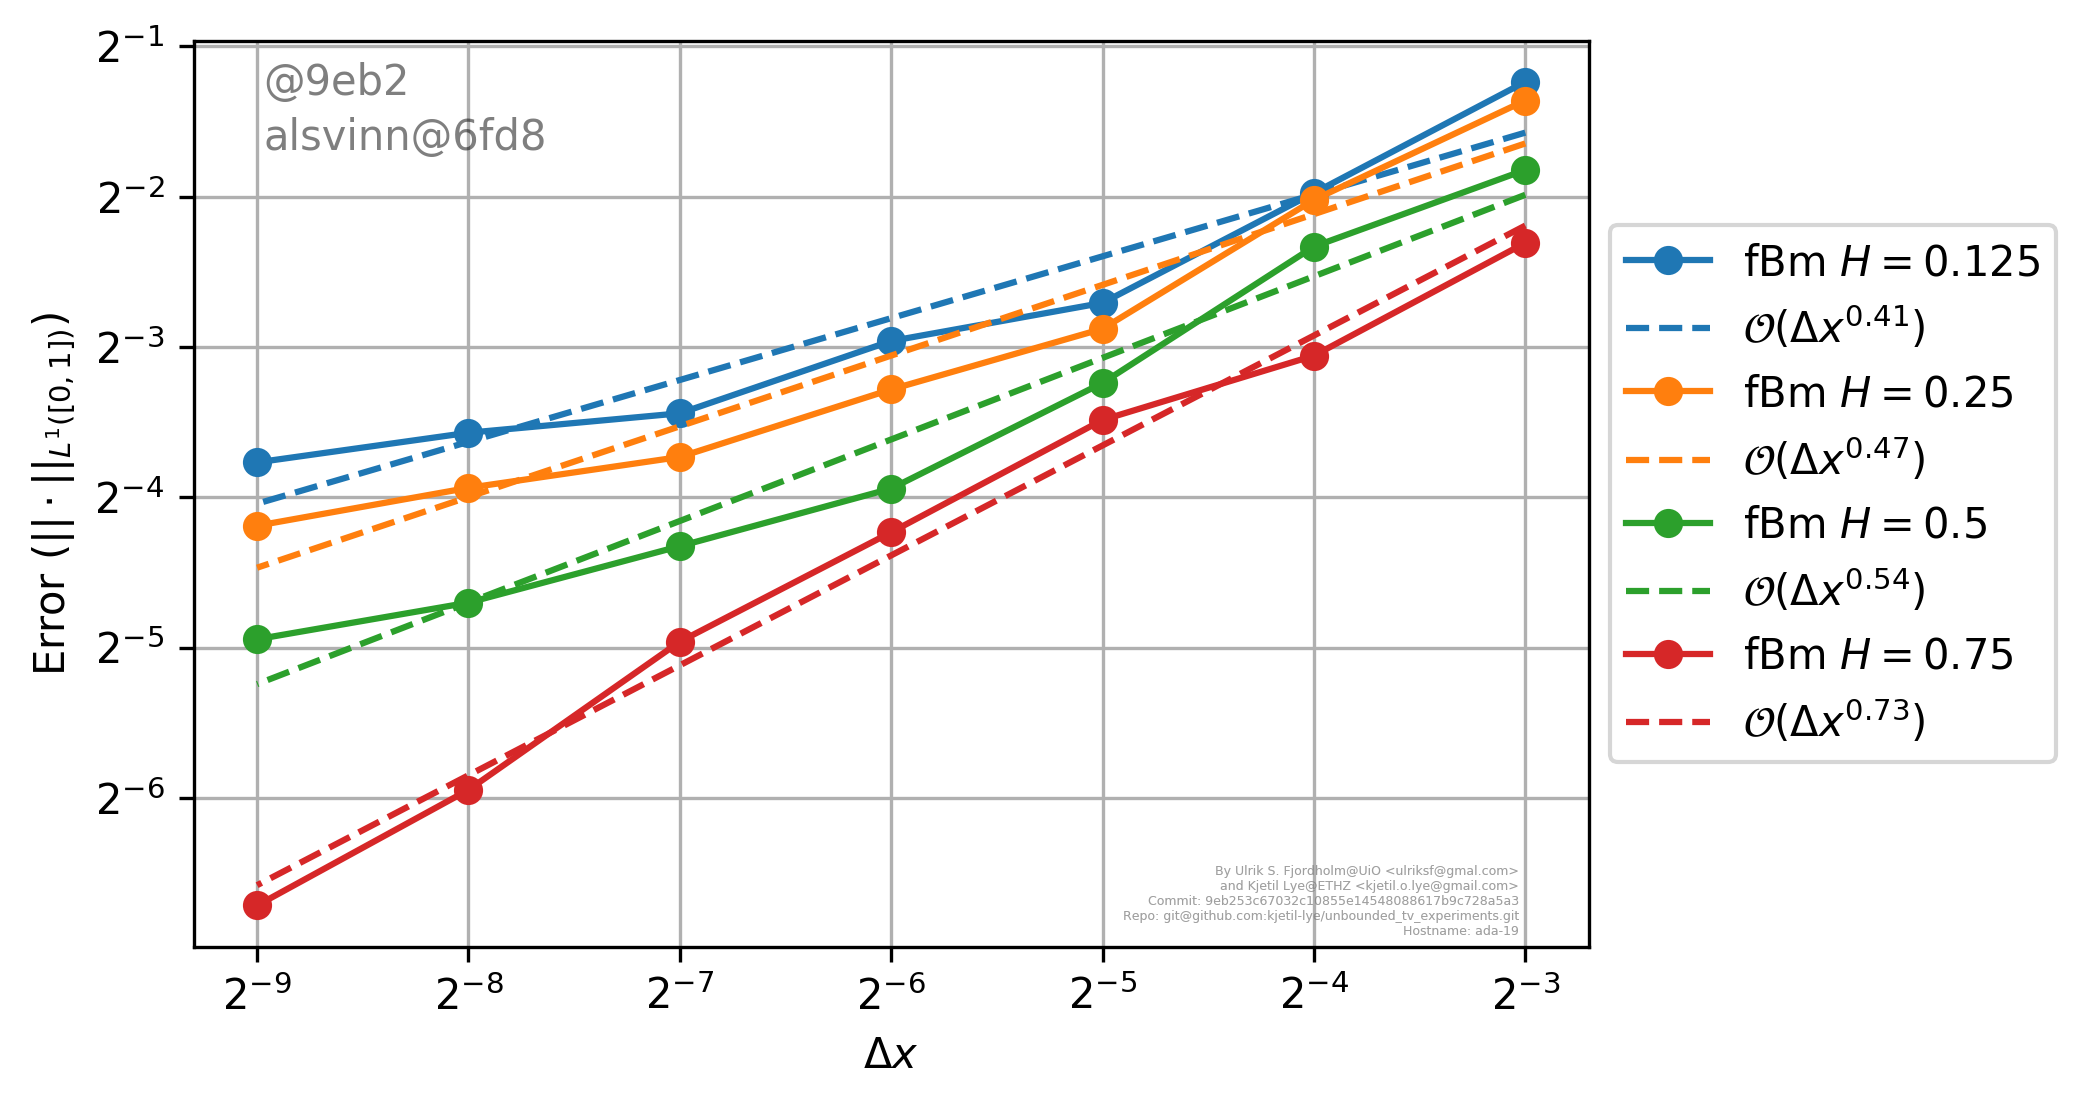 @9eb2
alsvinn@6fd8
2⁻¹
2⁻²
2⁻³
2⁻⁴
2⁻⁵
2⁻⁶
Error (||·||_{L¹([0,1])})
2⁻⁹ 2⁻⁸ 2⁻⁷ 2⁻⁶ 2⁻⁵ 2⁻⁴ 2⁻³
Δx
fBm H = 0.125
𝒪(Δx^{0.41})
fBm H = 0.25
𝒪(Δx^{0.47})
fBm H = 0.5
𝒪(Δx^{0.54})
fBm H = 0.75
𝒪(Δx^{0.73})
By Ulrik S. Fjordholm@UiO <ulriksf@gmal.com>
and Kjetil Lye@ETHZ <kjetil.o.lye@gmail.com>
Commit: 9eb253c67032c10855e14548088617b9c728a5a3
Repo: git@github.com:kjetil-lye/unbounded_tv_experiments.git
Hostname: ada-19